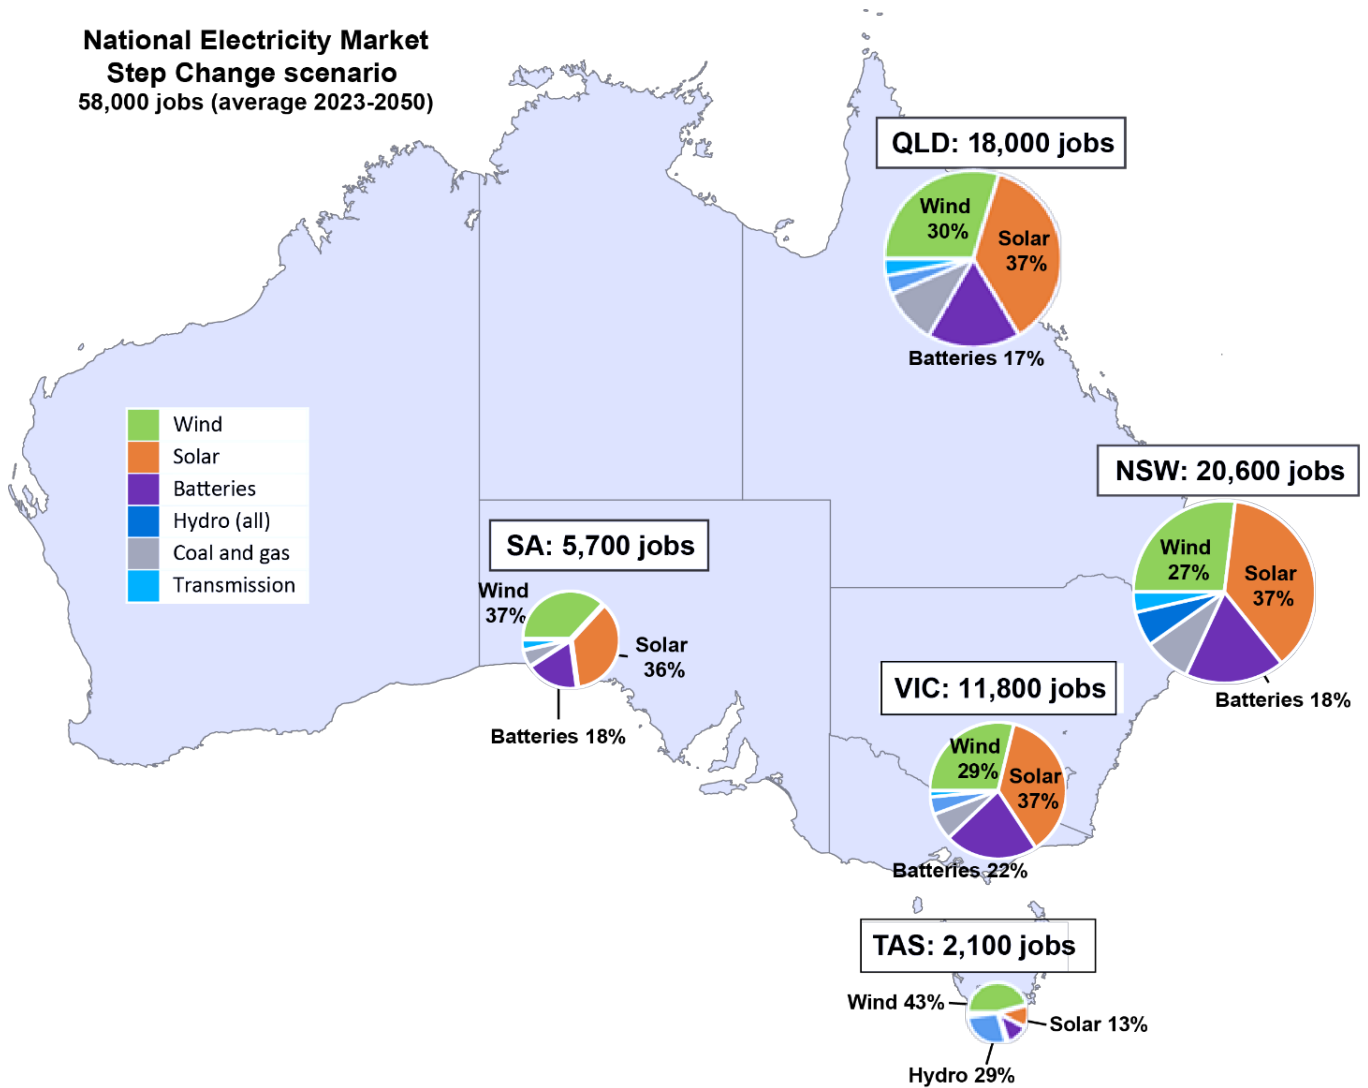 National Electricity Market
Step Change scenario
58,000 jobs (average 2023-2050)
QLD: 18,000 jobs
Wind
30%
Solar
37%
Batteries 17%
Wind
Solar
Batteries
Hydro (all)
Coal and gas
Transmission
NSW: 20,600 jobs
Wind
27%
Solar
37%
Batteries 18%
SA: 5,700 jobs
Wind
37%
Solar
36%
Batteries 18%
VIC: 11,800 jobs
Wind
29%
Solar
37%
Batteries 22%
TAS: 2,100 jobs
Wind 43%
Solar 13%
Hydro 29%